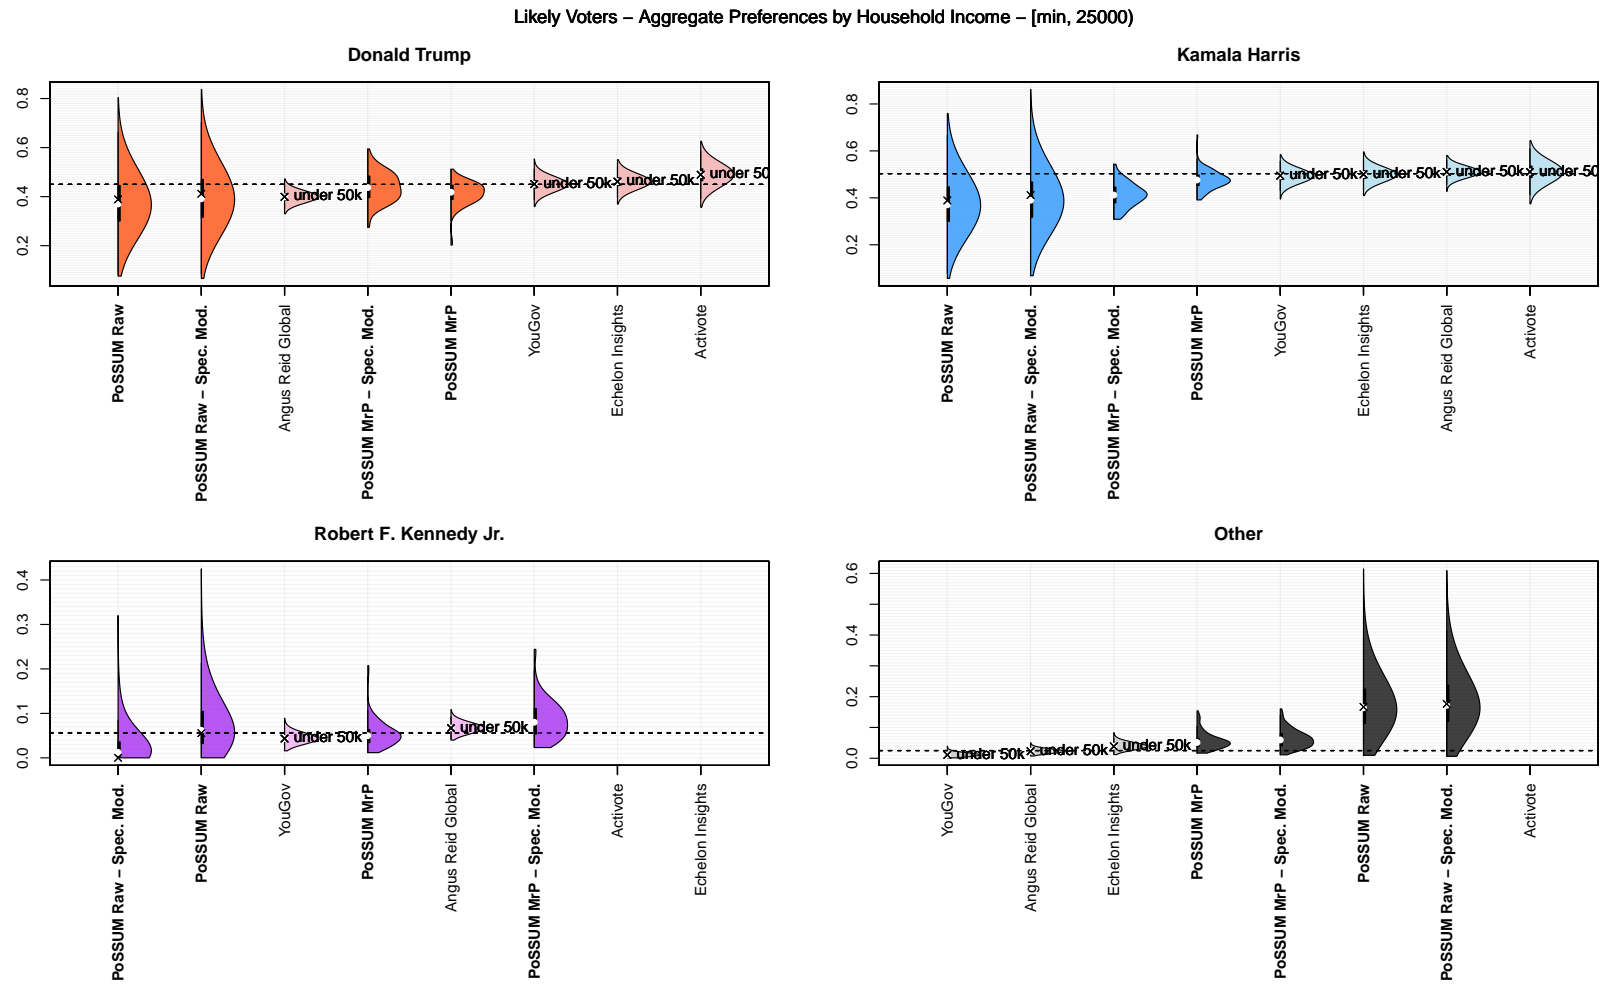 Likely Voters – Aggregate Preferences by Household Income – [min, 25000)
Donald Trump
0.2 0.4 0.6 0.8
under 50k
under 50k
under 50k
under 50
PoSSUM Raw
PoSSUM Raw – Spec. Mod.
Angus Reid Global
PoSSUM MrP – Spec. Mod.
PoSSUM MrP
YouGov
Echelon Insights
Activote
Kamala Harris
0.2 0.4 0.6 0.8
under 50k
under 50k
under 50k
under 50
PoSSUM Raw
PoSSUM Raw – Spec. Mod.
PoSSUM MrP – Spec. Mod.
PoSSUM MrP
YouGov
Echelon Insights
Angus Reid Global
Activote
Robert F. Kennedy Jr.
0.0 0.1 0.2 0.3 0.4
under 50k
under 50k
PoSSUM Raw – Spec. Mod.
PoSSUM Raw
YouGov
PoSSUM MrP
Angus Reid Global
PoSSUM MrP – Spec. Mod.
Activote
Echelon Insights
Other
0.0 0.2 0.4 0.6
under 50k
under 50k
under 50k
YouGov
Angus Reid Global
Echelon Insights
PoSSUM MrP
PoSSUM MrP – Spec. Mod.
PoSSUM Raw
PoSSUM Raw – Spec. Mod.
Activote